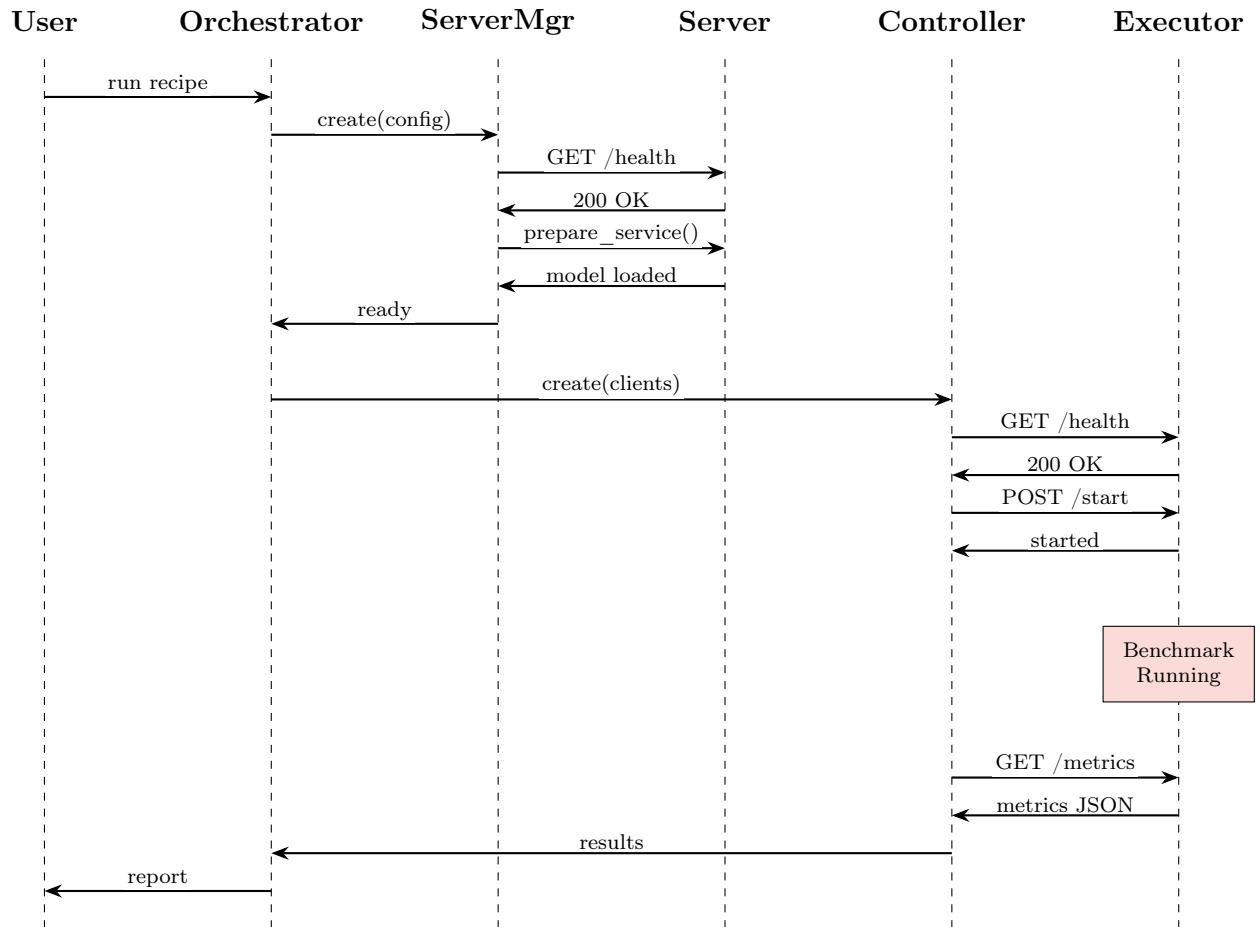 User
Orchestrator
ServerMgr
Server
Controller
Executor
run recipe
create(config)
GET /health
200 OK
prepare_service()
model loaded
ready
create(clients)
GET /health
200 OK
POST /start
started
Benchmark
Running
GET /metrics
metrics JSON
results
report